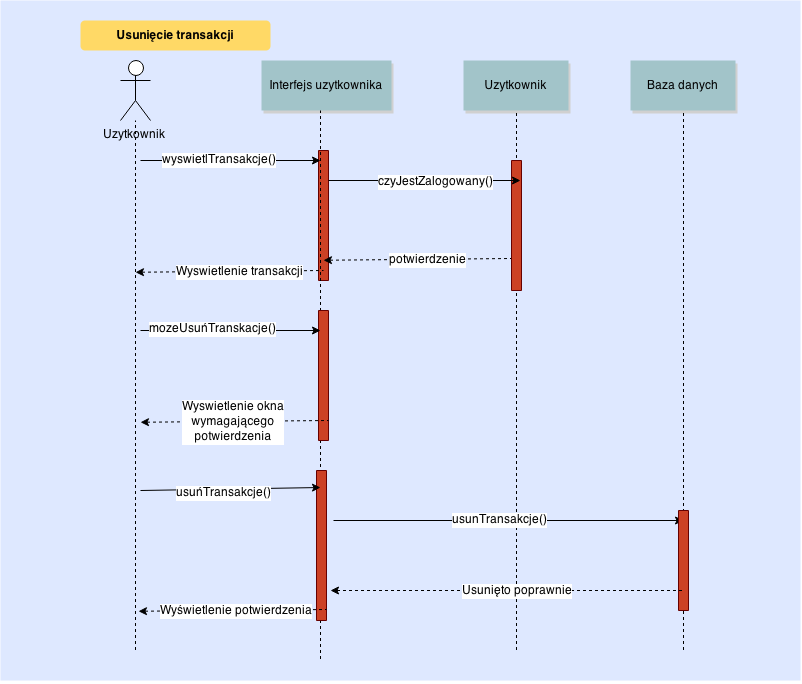 Usunięcie transakcji
Interfejs uzytkownika
Uzytkownik
Baza danych
Uzytkownik
wyswietlTransakcje()
czyJestZalogowany()
potwierdzenie
Wyswietlenie transakcji
mozeUsuńTranskacje()
Wyswietlenie okna
wymagającego
potwierdzenia
usuńTransakcje()
usunTransakcje()
Usunięto poprawnie
Wyświetlenie potwierdzenia